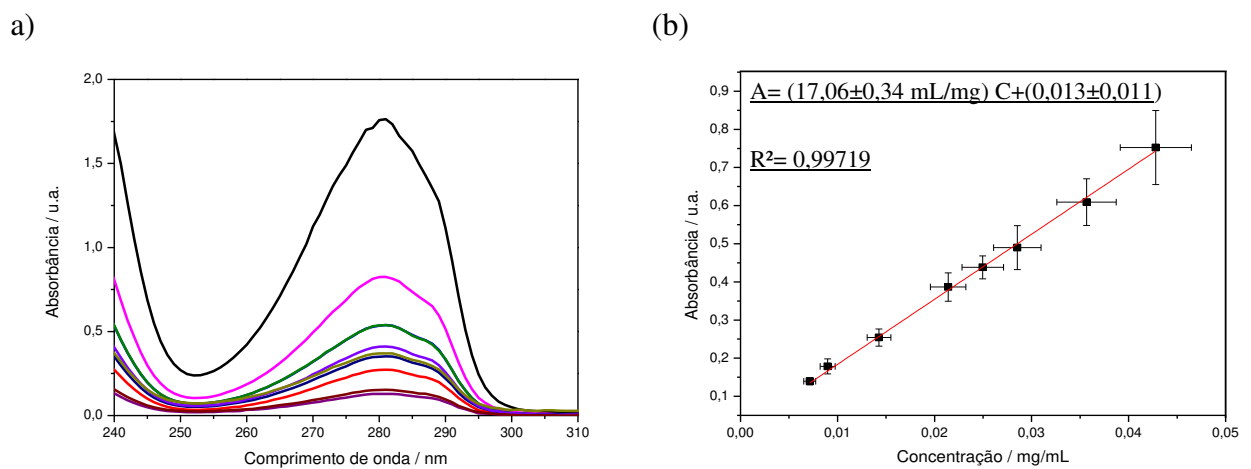 a)
(b)
2,0
1,5
1,0
0,5
0,0
240 250 260 270 280 290 300 310
Absorbância / u.a.
Comprimento de onda / nm
A= (17,06±0,34 mL/mg) C+(0,013±0,011)
R²= 0,99719
0,9
0,8
0,7
0,6
0,5
0,4
0,3
0,2
0,1
0,00 0,01 0,02 0,03 0,04 0,05
Absorbância / u.a.
Concentração / mg/mL